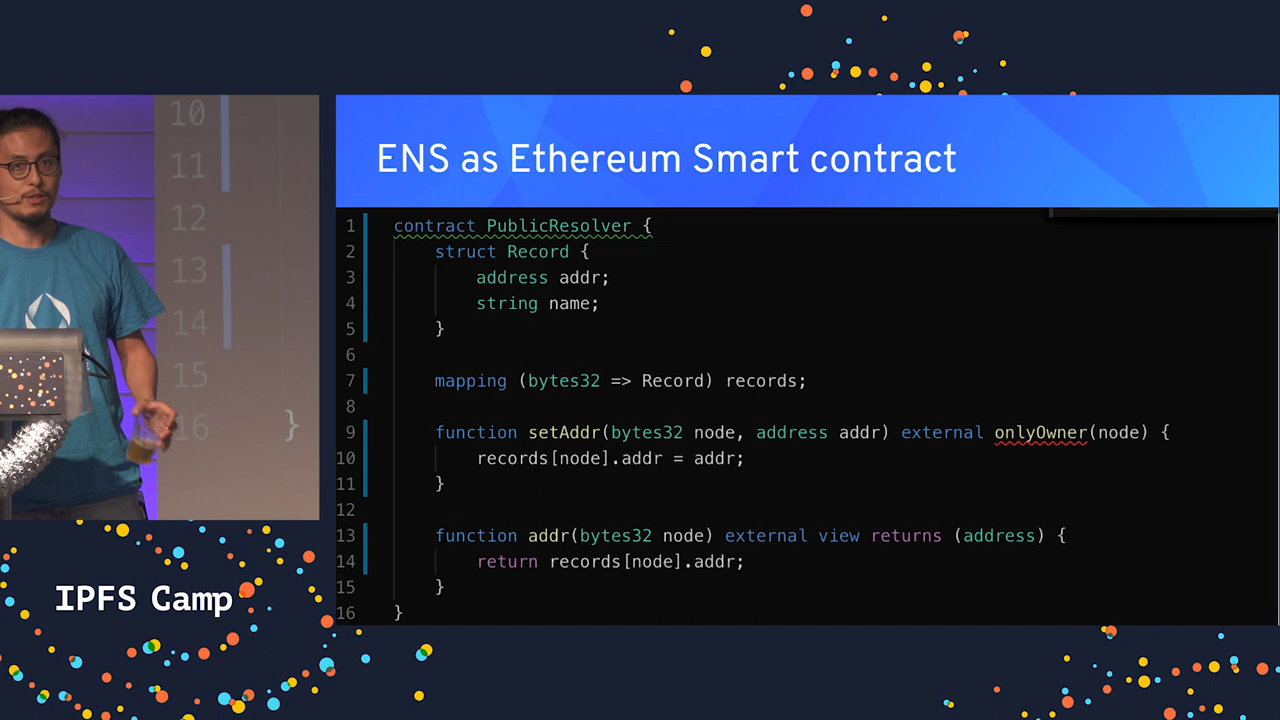 10
11
12
13
14
15
16 }
IPFS Camp
ENS as Ethereum Smart contract
1 contract PublicResolver {
2 struct Record {
3 address addr;
4 string name;
5 }
6
7 mapping (bytes32 => Record) records;
8
9 function setAddr(bytes32 node, address addr) external onlyOwner(node) {
10 records[node].addr = addr;
11 }
12
13 function addr(bytes32 node) external view returns (address) {
14 return records[node].addr;
15 }
16 }